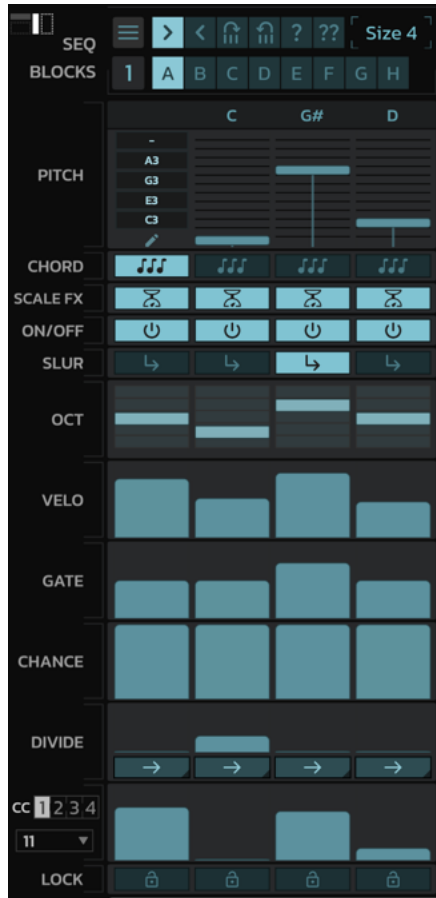 SEQ > < ? ?? Size 4
BLOCKS 1 A B C D E F G H
C G# D
PITCH
-
A3
G3
E3
C3
CHORD
SCALE FX
ON/OFF
SLUR
OCT
VELO
GATE
CHANCE
DIVIDE
CC 1 2 3 4
11
LOCK